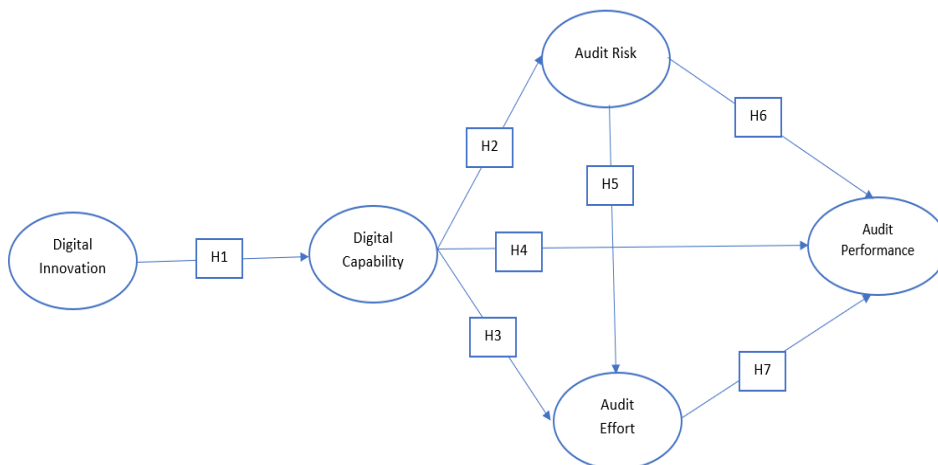 Audit Risk
H6
H2
H5
Digital
Innovation
H1
Digital
Capability
H4
Audit
Performance
H3
H7
Audit
Effort